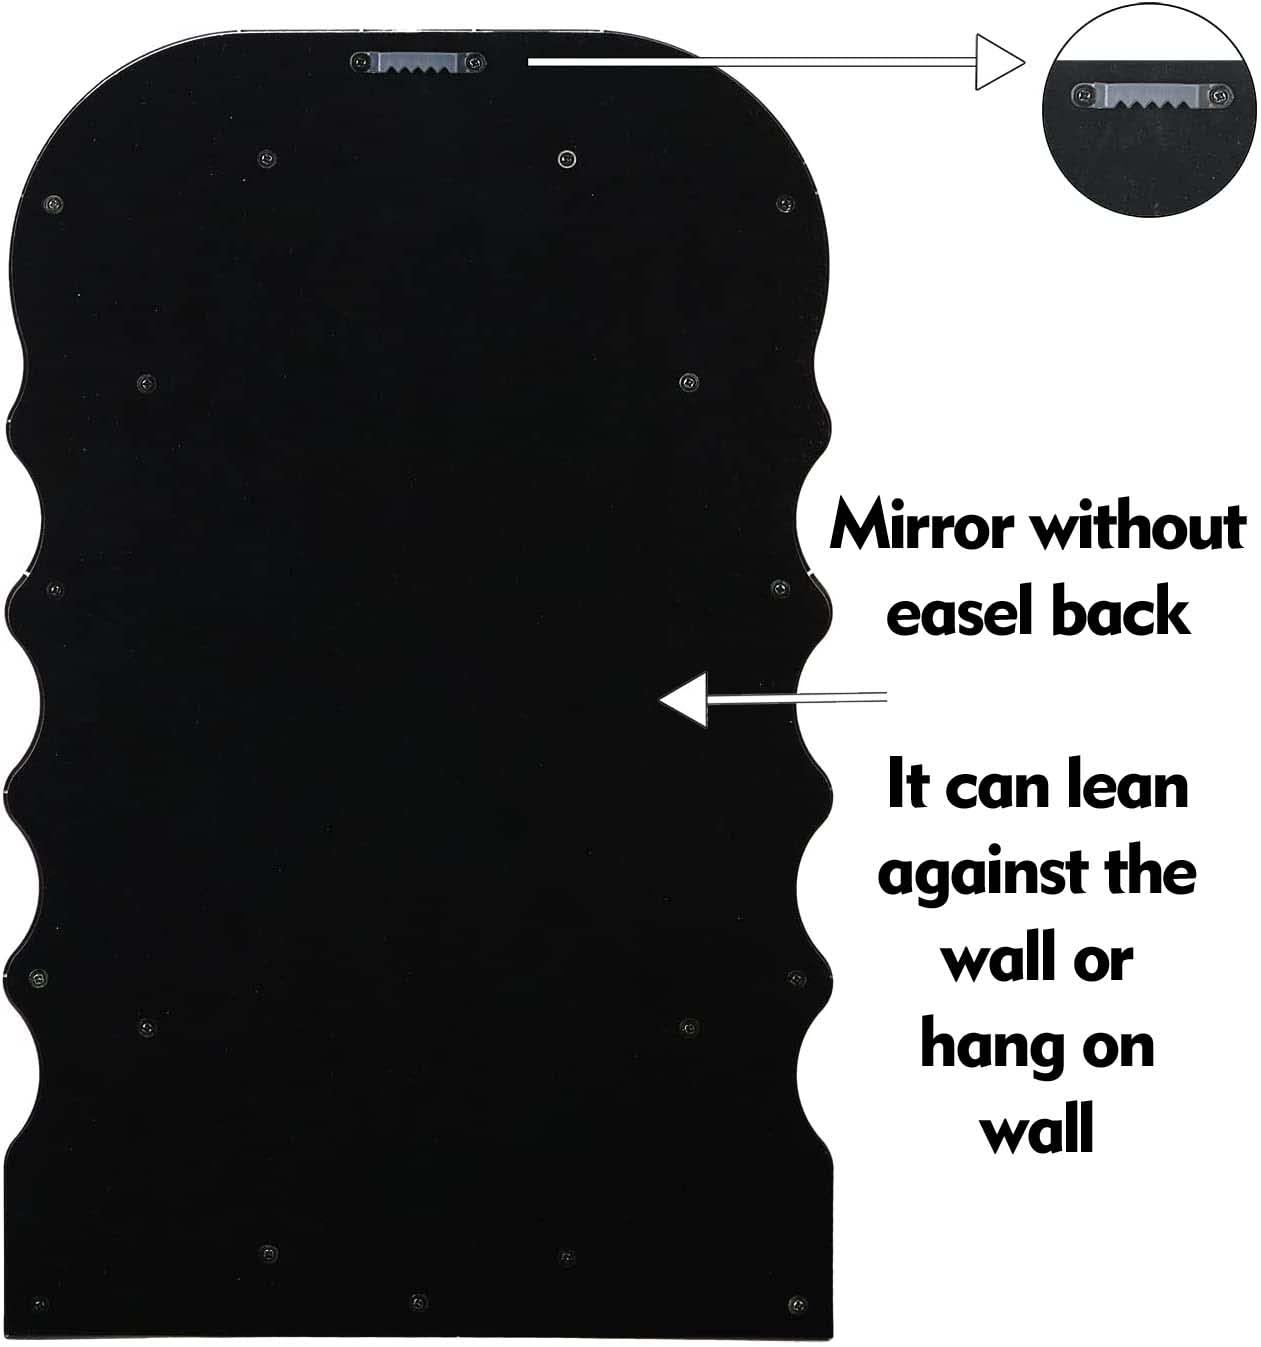 Mirror without
easel back
It can lean
against the
wall or
hang on
wall